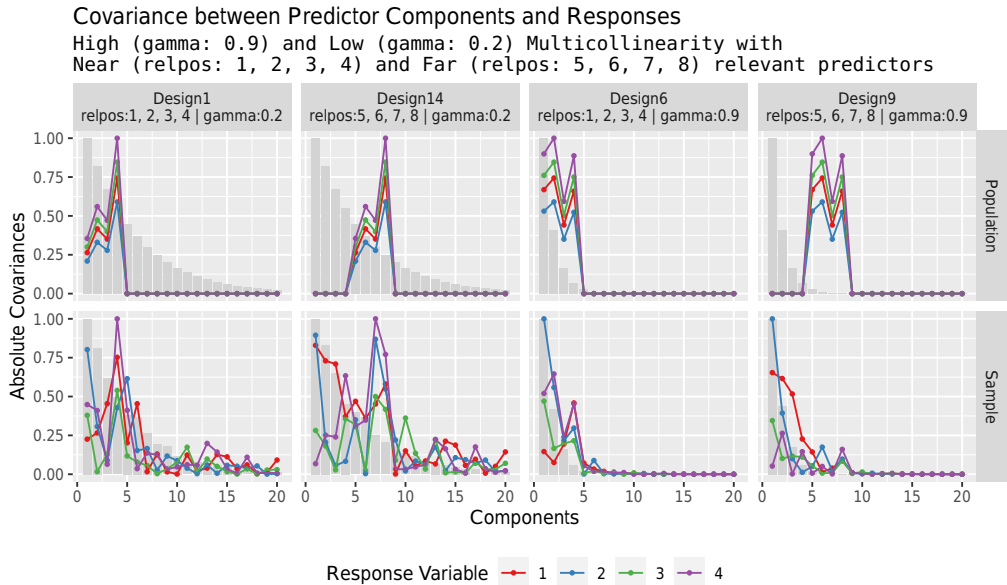 Covariance between Predictor Components and Responses
High (gamma: 0.9) and Low (gamma: 0.2) Multicollinearity with
Near (relpos: 1, 2, 3, 4) and Far (relpos: 5, 6, 7, 8) relevant predictors
Design1 Design14 Design6 Design9
relpos:1, 2, 3, 4 | gamma:0.2 relpos:5, 6, 7, 8 | gamma:0.2 relpos:1, 2, 3, 4 | gamma:0.9 relpos:5, 6, 7, 8 | gamma:0.9
1.00
0.75
0.50
0.25
0.00
Population
1.00
0.75
0.50
0.25
0.00
Sample
Absolute Covariances
0 5 10 15 20 0 5 10 15 20 0 5 10 15 20 0 5 10 15 20
Components
Response Variable 1 2 3 4